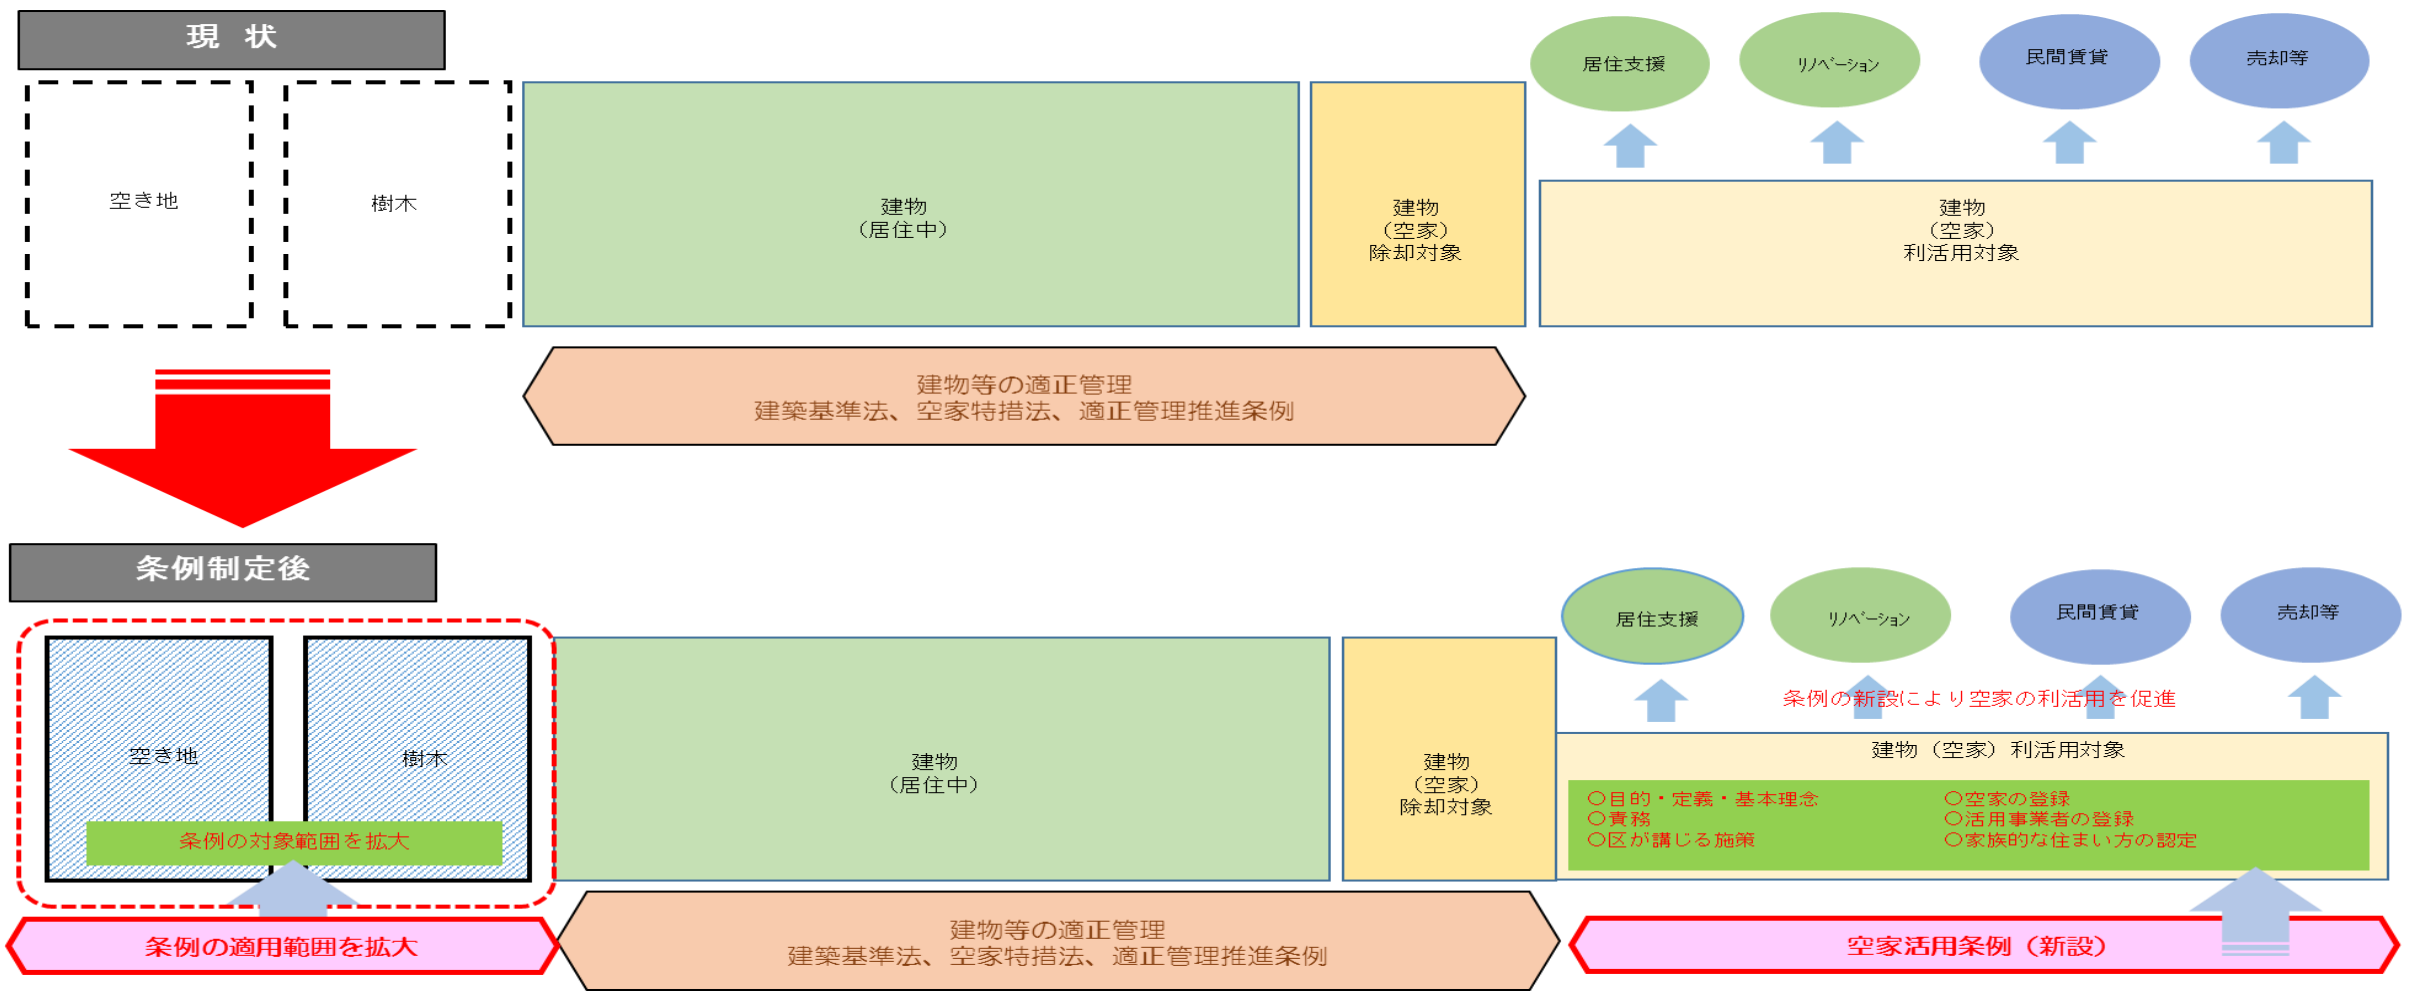 現 状
居住支援
リノベーション
民間賃貸
売却等
空き地
樹木
建物
（居住中）
建物
（空家）
除却対象
建物
（空家）
利活用対象
建物等の適正管理
建築基準法、空家特措法、適正管理推進条例
条例制定後
居住支援
リノベーション
民間賃貸
売却等
条例の新設により空家の利活用を促進
空き地
樹木
条例の対象範囲を拡大
建物
（居住中）
建物
（空家）
除却対象
建物（空家）利活用対象
○目的・定義・基本理念
○責務
○区が講じる施策
○空家の登録
○活用事業者の登録
○家族的な住まい方の認定
条例の適用範囲を拡大
建物等の適正管理
建築基準法、空家特措法、適正管理推進条例
空家活用条例（新設）